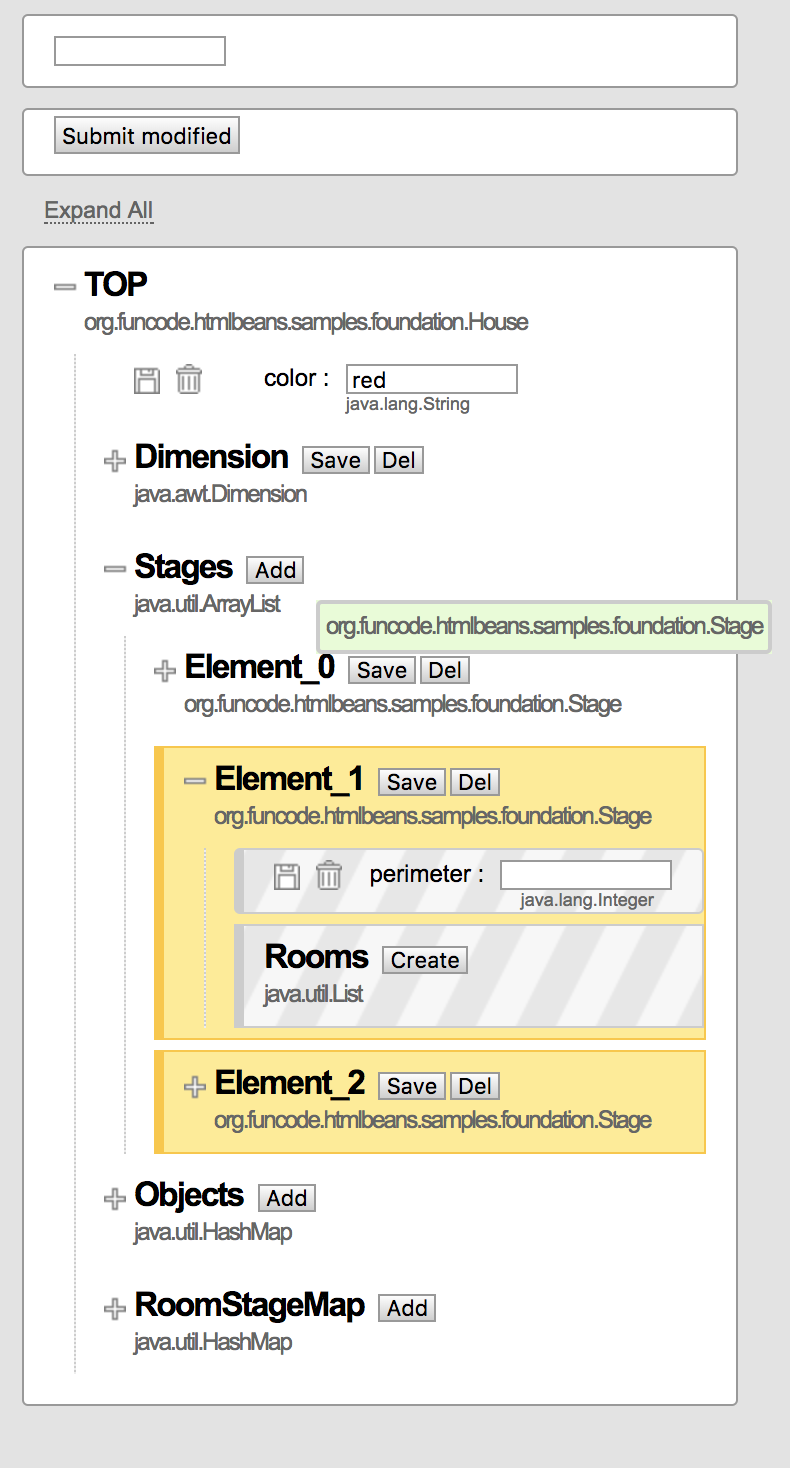 Submit modified
Expand All
TOP
org.funcode.htmlbeans.samples.foundation.House
color : red
java.lang.String
Dimension Save Del
java.awt.Dimension
Stages Add
java.util.ArrayList
org.funcode.htmlbeans.samples.foundation.Stage
Element_0 Save Del
org.funcode.htmlbeans.samples.foundation.Stage
Element_1 Save Del
org.funcode.htmlbeans.samples.foundation.Stage
perimeter :
java.lang.Integer
Rooms Create
java.util.List
Element_2 Save Del
org.funcode.htmlbeans.samples.foundation.Stage
Objects Add
java.util.HashMap
RoomStageMap Add
java.util.HashMap